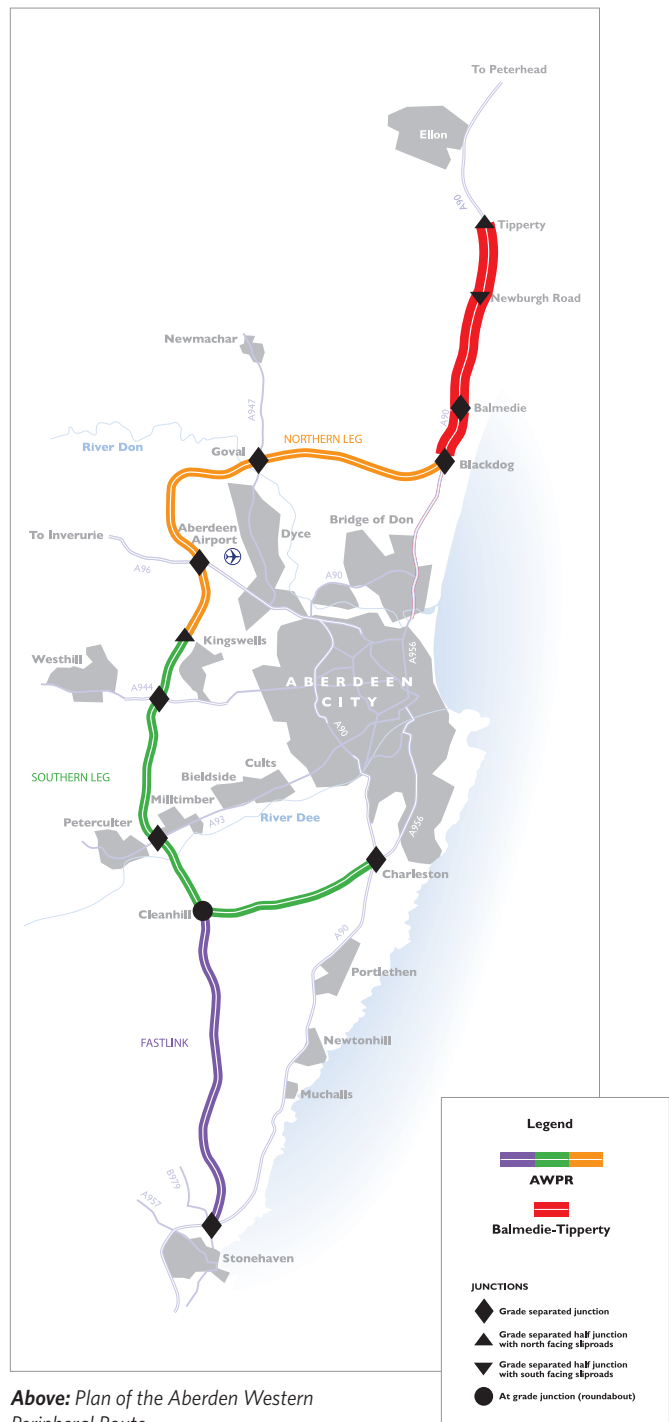 To Peterhead
Ellon
A90
Tipperty
Newburgh Road
Newmachar
A947
A90
Balmedie
River Don
NORTHERN LEG
Goval
Blackdog
Aberdeen
Airport
Dyce
Bridge of Don
To Inverurie
A96
A90
Kingswells
Westhill
A944
A956
ABERDEEN
CITY
A90
SOUTHERN LEG
Cults
Bieldside
Milltimber
Peterculter
A93
River Dee
A956
Charleston
Cleanhill
A90
Portlethen
FASTLINK
Newtonhill
Muchalls
B979
A957
Stonehaven
Legend
AWPR
Balmedie-Tipperty
JUNCTIONS
Grade separated junction
Grade separated half junction
with north facing sliproads
Grade separated half junction
with south facing sliproads
At grade junction (roundabout)
Above: Plan of the Aberden Western
Peripheral Route